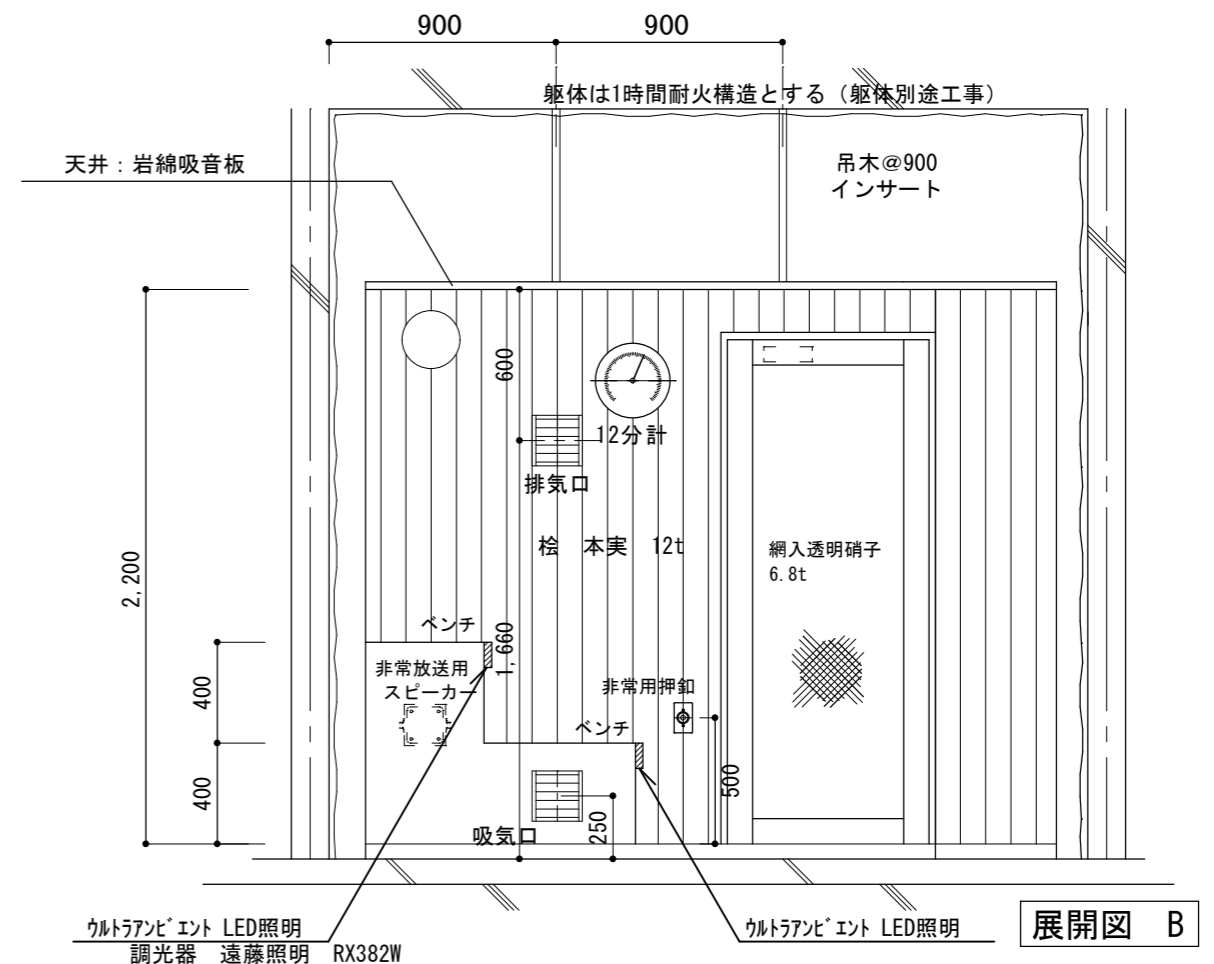 900
900
躯体は1時間耐火構造とする（躯体別途工事）
天井：岩綿吸音板
吊木@900
インサート
600
12分計
排気口
桧　本実　12t
網入透明硝子
6.8t
2,200
ベンチ
1,660
非常放送用
スピーカー
非常用押釦
400
ベンチ
400
500
250
吸気口
ｳﾙﾄﾗｱﾝﾋﾞｴﾝﾄ LED照明
調光器　遠藤照明　RX382W
ｳﾙﾄﾗｱﾝﾋﾞｴﾝﾄ LED照明
展開図　B